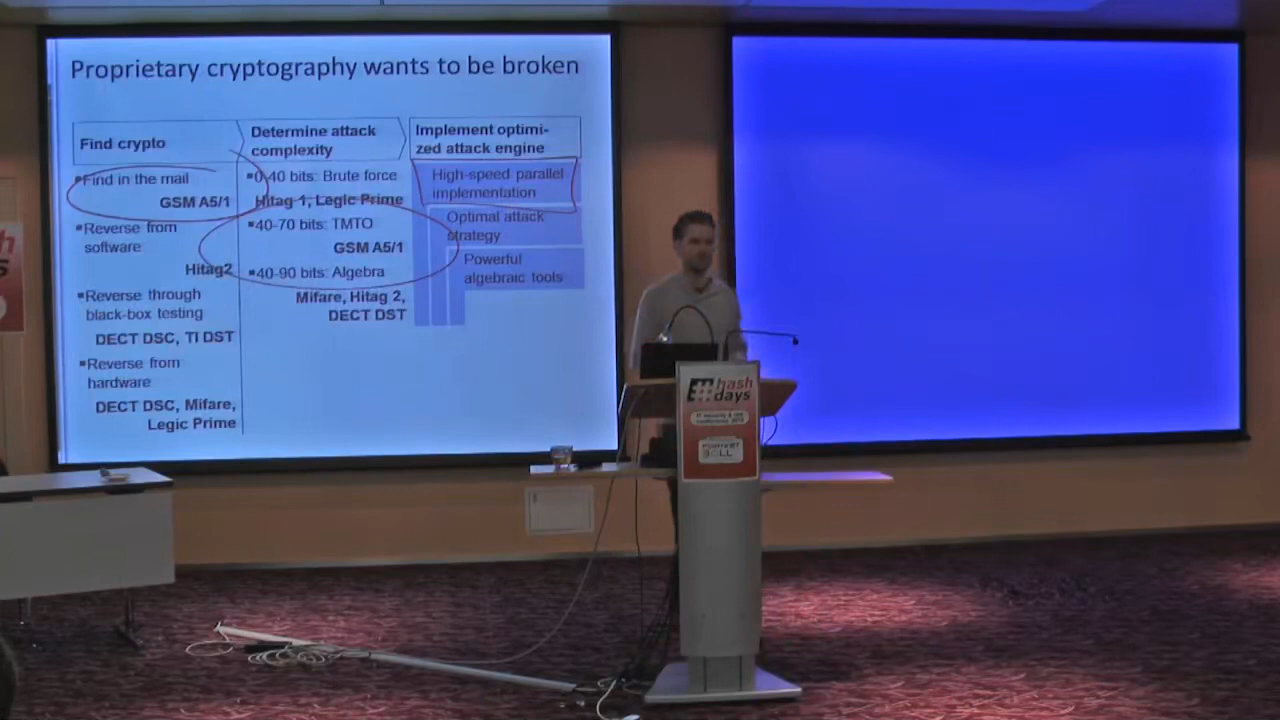 Proprietary cryptography wants to be broken
Find crypto
▪Find in the mail
GSM A5/1
▪Reverse from
software
Hitag2
▪Reverse through
black-box testing
DECT DSC, TI DST
▪Reverse from
hardware
DECT DSC, Mifare,
Legic Prime
Determine attack
complexity
▪0-40 bits: Brute force
Hitag 1, Legic Prime
▪40-70 bits: TMTO
GSM A5/1
▪40-90 bits: Algebra
Mifare, Hitag 2,
DECT DST
Implement optimi-
zed attack engine
High-speed parallel
implementation
Optimal attack
strategy
Powerful
algebraic tools
#hash
days